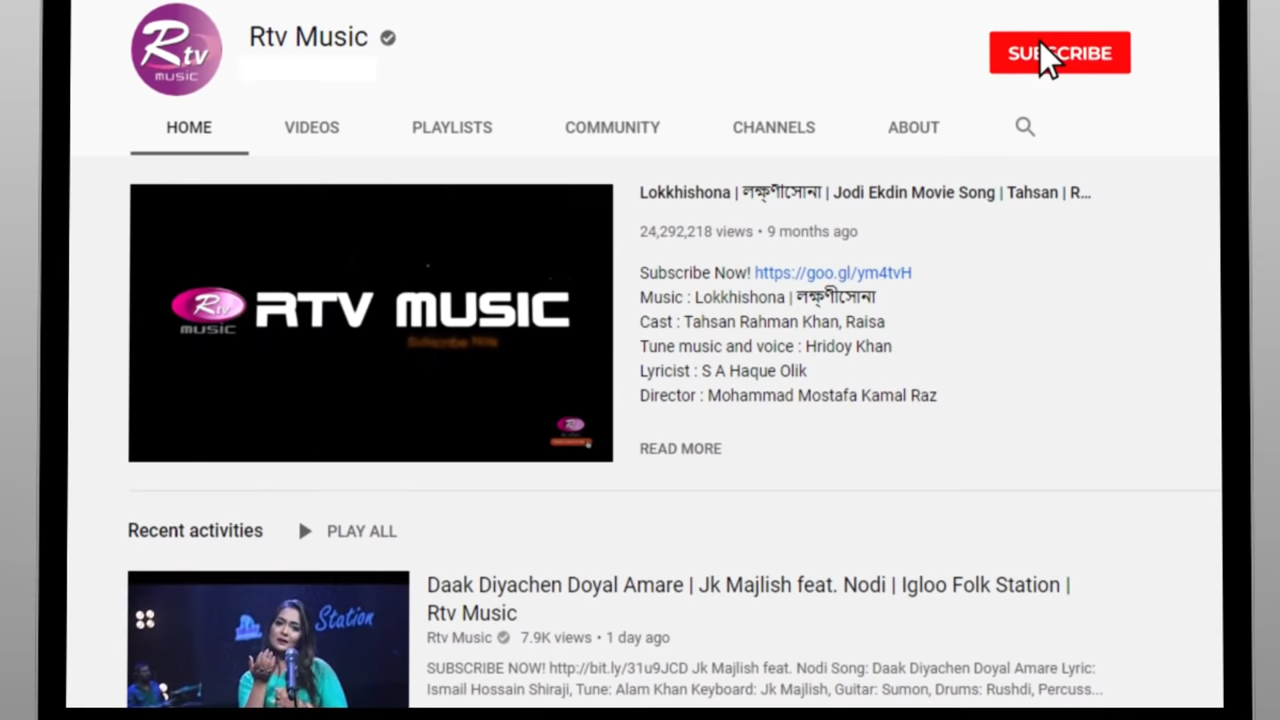 Rtv
MUSIC
Rtv Music
SUBSCRIBE
HOME VIDEOS PLAYLISTS COMMUNITY CHANNELS ABOUT
Lokkhishona | লক্ষ্ণীসোনা | Jodi Ekdin Movie Song | Tahsan | R...
24,292,218 views • 9 months ago
Subscribe Now! https://goo.gl/ym4tvH
Music : Lokkhishona | লক্ষ্ণীসোনা
Cast : Tahsan Rahman Khan, Raisa
Tune music and voice : Hridoy Khan
Lyricist : S A Haque Olik
Director : Mohammad Mostafa Kamal Raz
READ MORE
Rtv
MUSIC
RTV MUSIC
Subscribe Now
Rtv
Recent activities PLAY ALL
Station
Daak Diyachen Doyal Amare | Jk Majlish feat. Nodi | Igloo Folk Station |
Rtv Music
Rtv Music 7.9K views • 1 day ago
SUBSCRIBE NOW! http://bit.ly/31u9JCD Jk Majlish feat. Nodi Song: Daak Diyachen Doyal Amare Lyric:
Ismail Hossain Shiraji, Tune: Alam Khan Keyboard: Jk Majlish, Guitar: Sumon, Drums: Rushdi, Percuss...